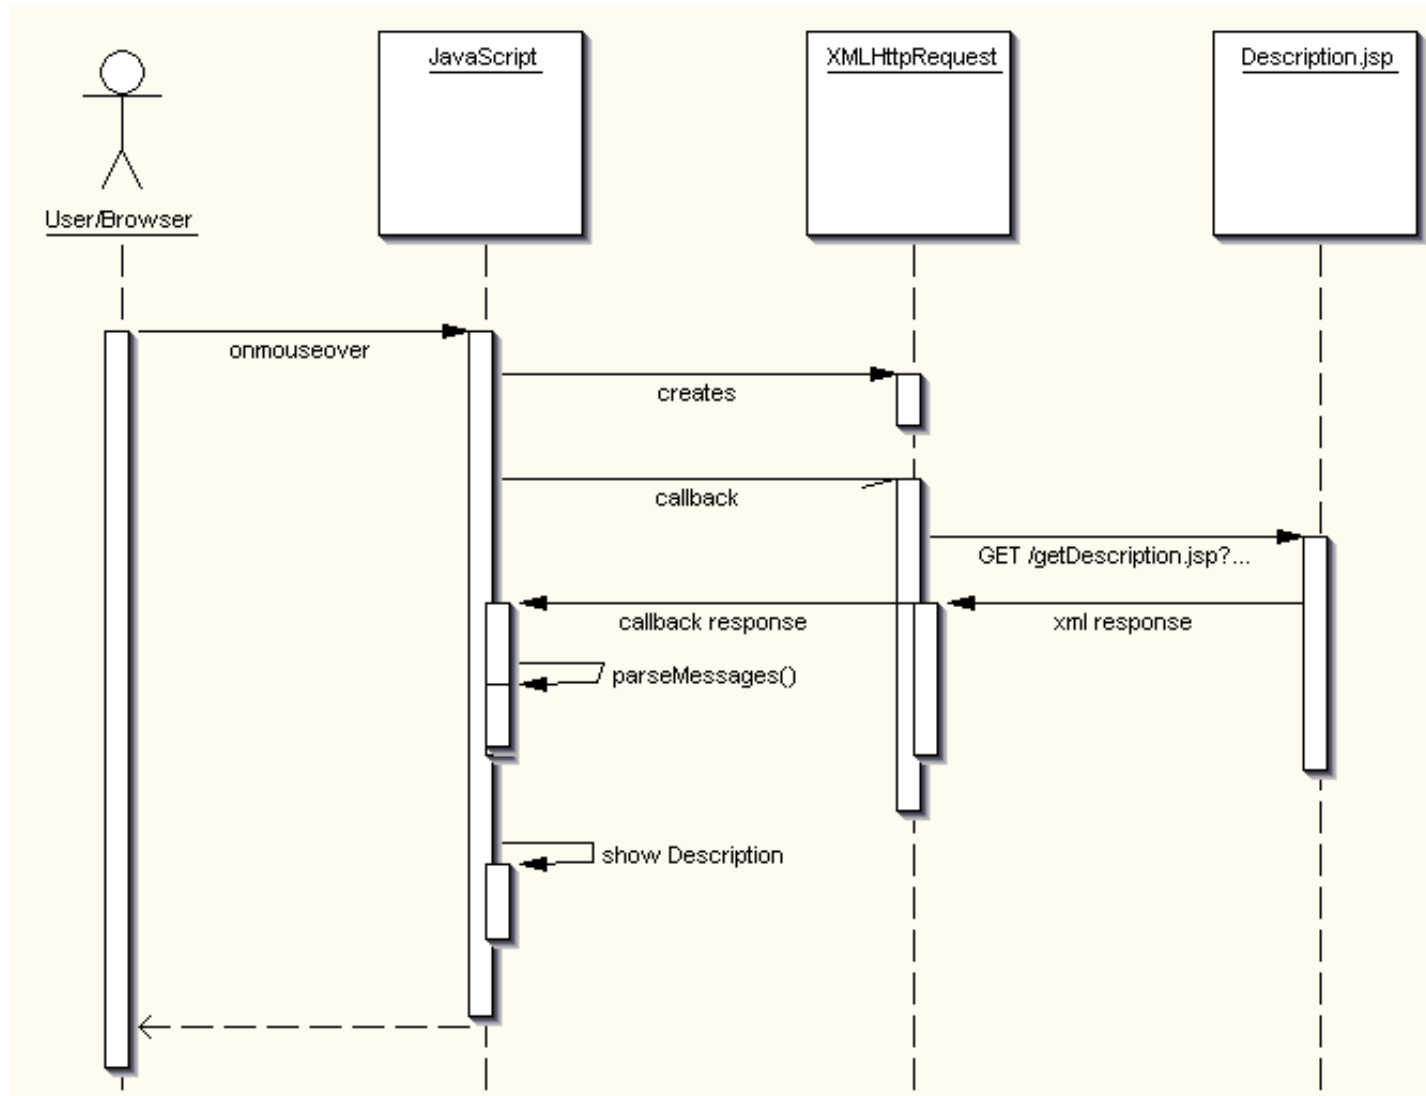 JavaScript
XMLHttpRequest
Description.jsp
User/Browser
onmouseover
creates
callback
GET /getDescription.jsp?...
callback response
xml response
parseMessages()
show Description